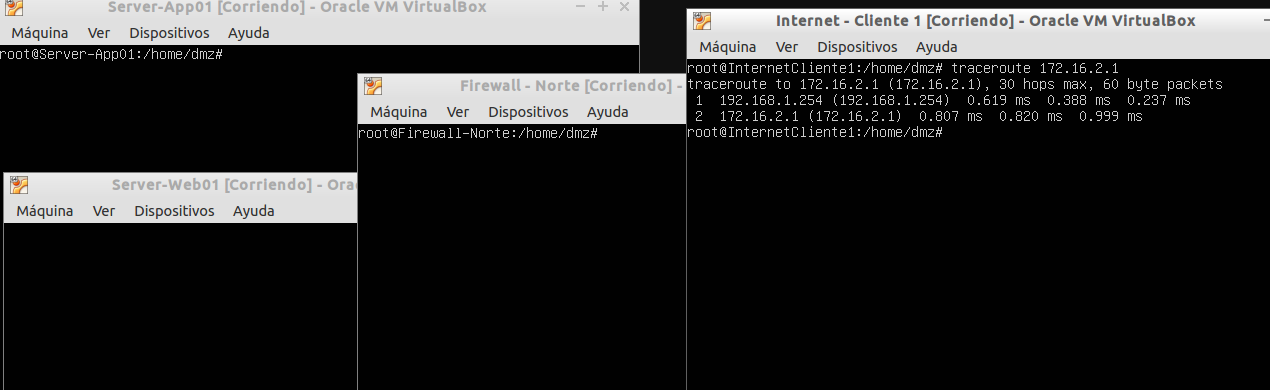 Server-App01 [Corriendo] - Oracle VM VirtualBox
Máquina Ver Dispositivos Ayuda
root@Server-App01:/home/dmz#
Server-Web01 [Corriendo] - Ora
Máquina Ver Dispositivos Ayuda
Firewall - Norte [Corriendo] -
Máquina Ver Dispositivos Ayuda
root@Firewall-Norte:/home/dmz#
Internet - Cliente 1 [Corriendo] - Oracle VM VirtualBox
Máquina Ver Dispositivos Ayuda
root@InternetCliente1:/home/dmz# traceroute 172.16.2.1
traceroute to 172.16.2.1 (172.16.2.1), 30 hops max, 60 byte packets
1 192.168.1.254 (192.168.1.254) 0.619 ms 0.388 ms 0.237 ms
2 172.16.2.1 (172.16.2.1) 0.807 ms 0.820 ms 0.999 ms
root@InternetCliente1:/home/dmz#